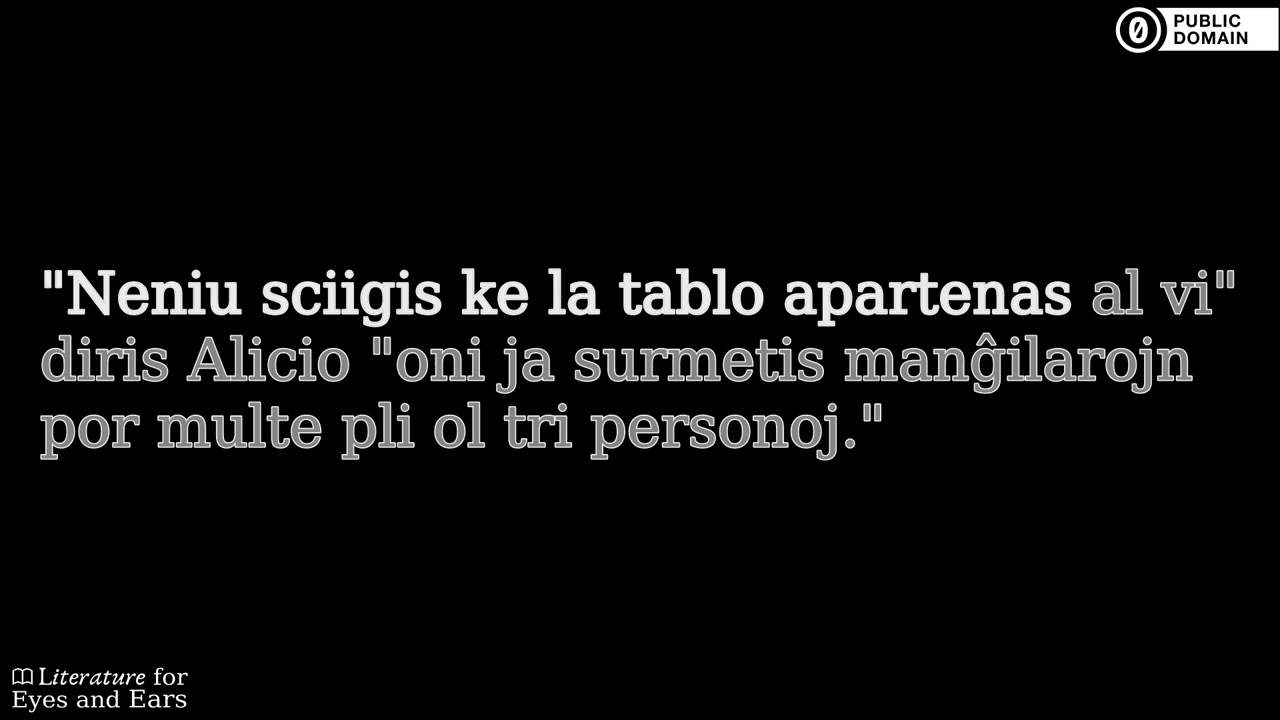 PUBLIC
DOMAIN
"Neniu sciigis ke la tablo apartenas al vi"
diris Alicio "oni ja surmetis manĝilarojn
por multe pli ol tri personoj."
Literature for
Eyes and Ears